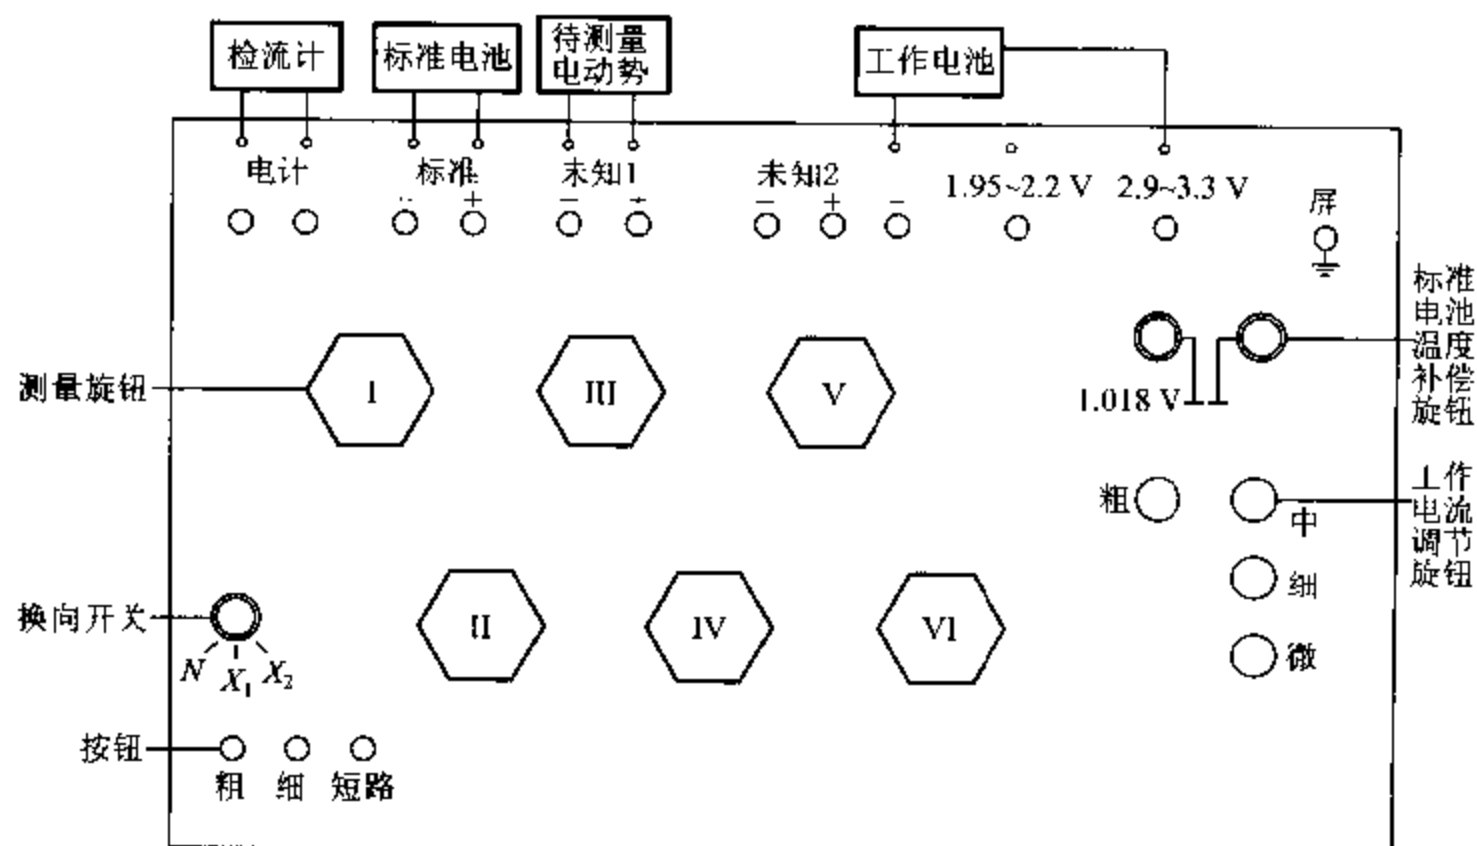 检流计
标准电池
待测量
电动势
工作电池
电计
标准
未知1
未知2
1.95~2.2 V
2.9~3.3 V
- +
- +
- +
-
屏
标准
电池
温度
补偿
旋钮
测量旋钮
I
III
V
1.018 V
工作
电流
调节
旋钮
粗
中
细
微
换向开关
N
X1
X2
II
IV
VI
按钮
粗
细
短路